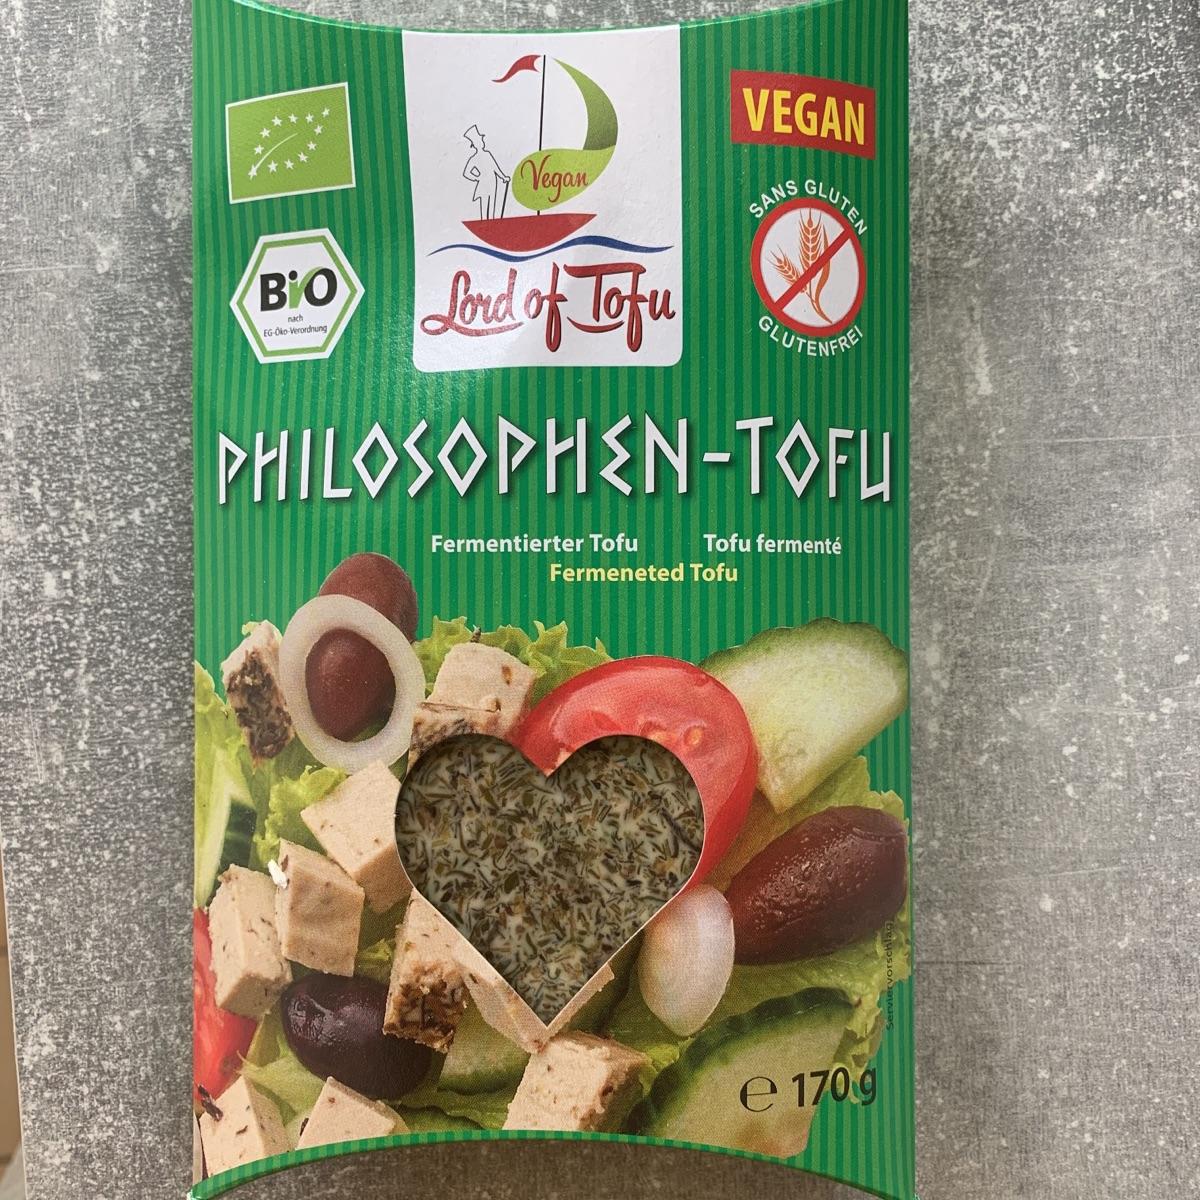 Vegan
Lord of Tofu
VEGAN
SANS GLUTEN
GLUTENFREI
BIO
nach
EG-Öko-Verordnung
PHILOSOPHEN-TOFU
Fermentierter Tofu
Tofu fermenté
Fermeneted Tofu
Serviervorschlag
℮ 170 g